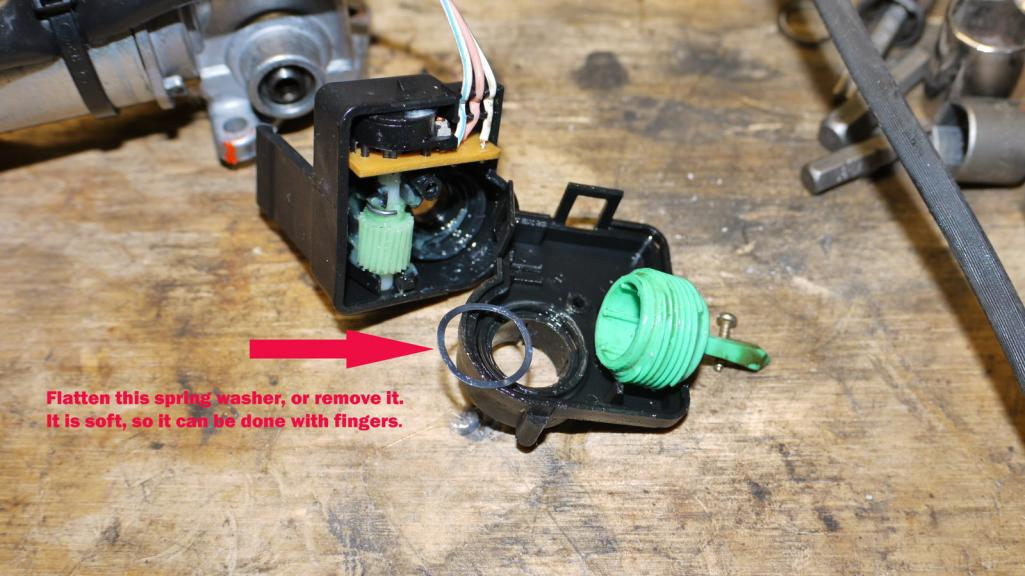 Flatten this spring washer, or remove it.
It is soft, so it can be done with fingers.